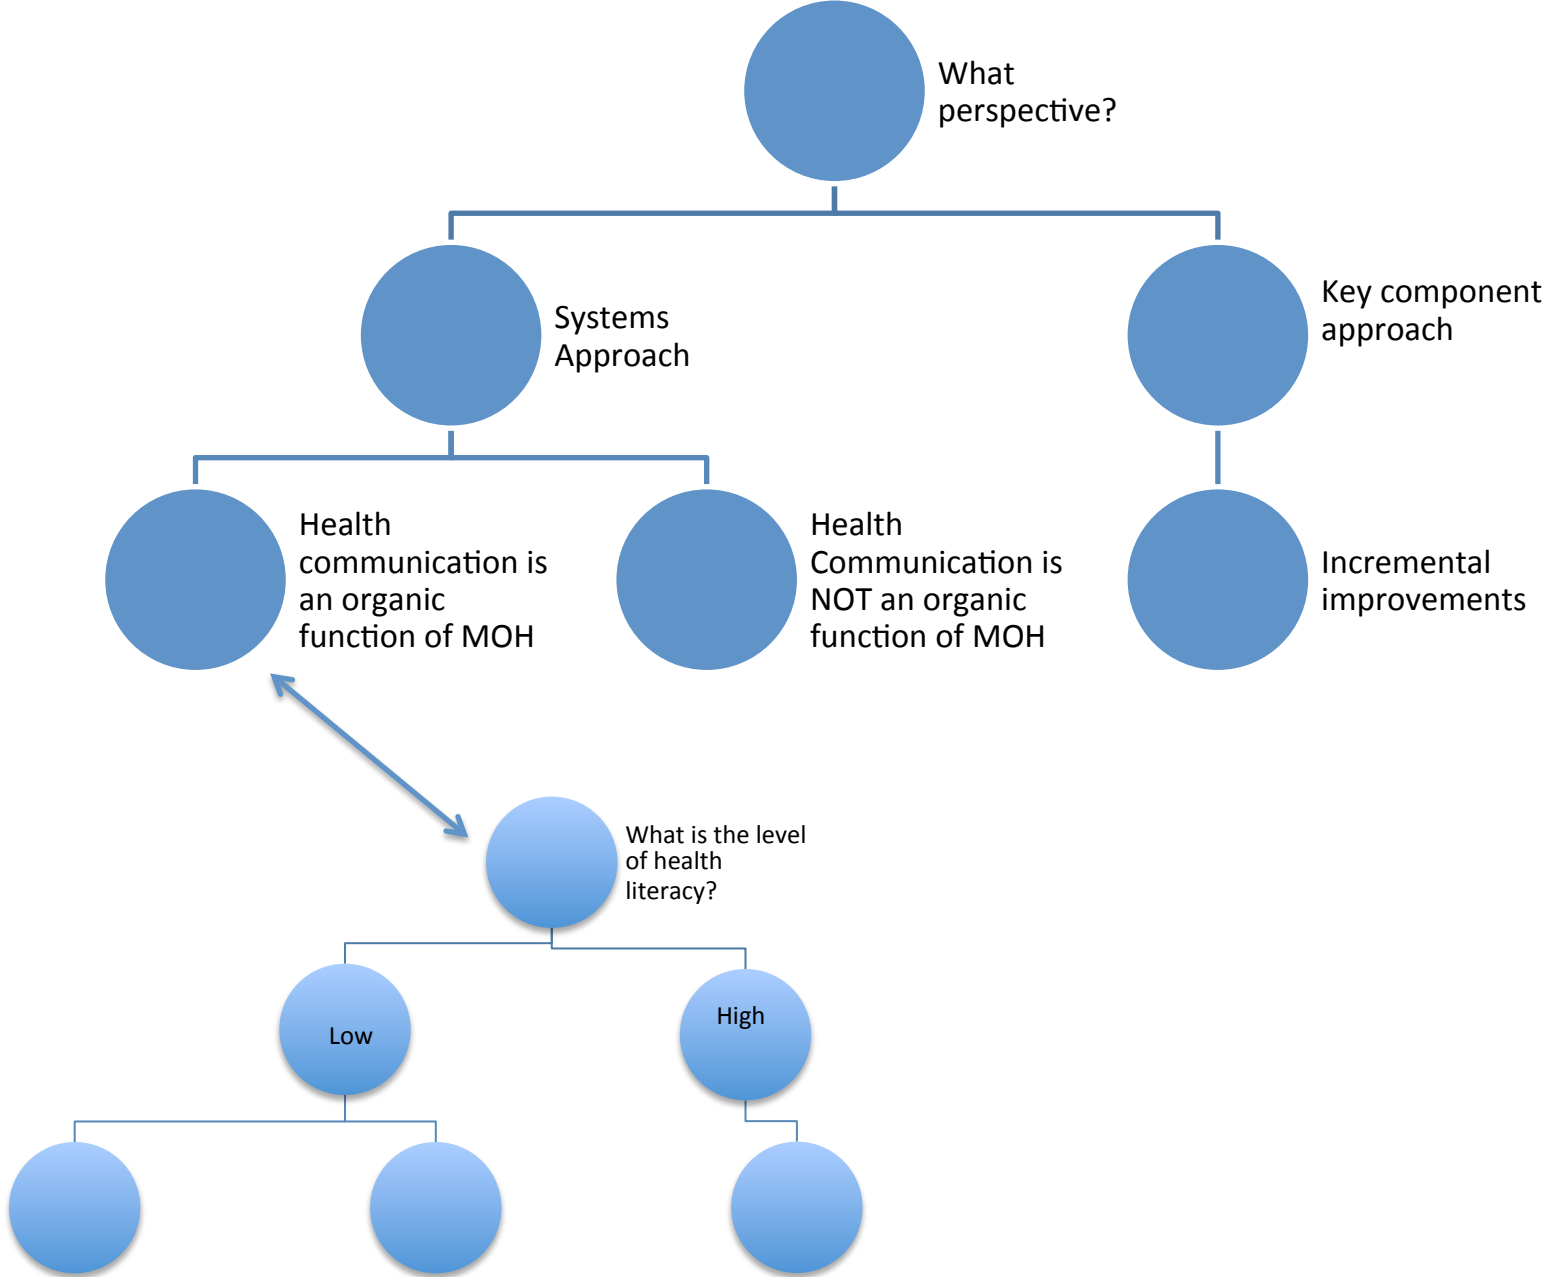 What
perspective?
Systems
Approach
Key component
approach
Health
communication is
an organic
function of MOH
Health
Communication is
NOT an organic
function of MOH
Incremental
improvements
What is the level
of health
literacy?
Low
High